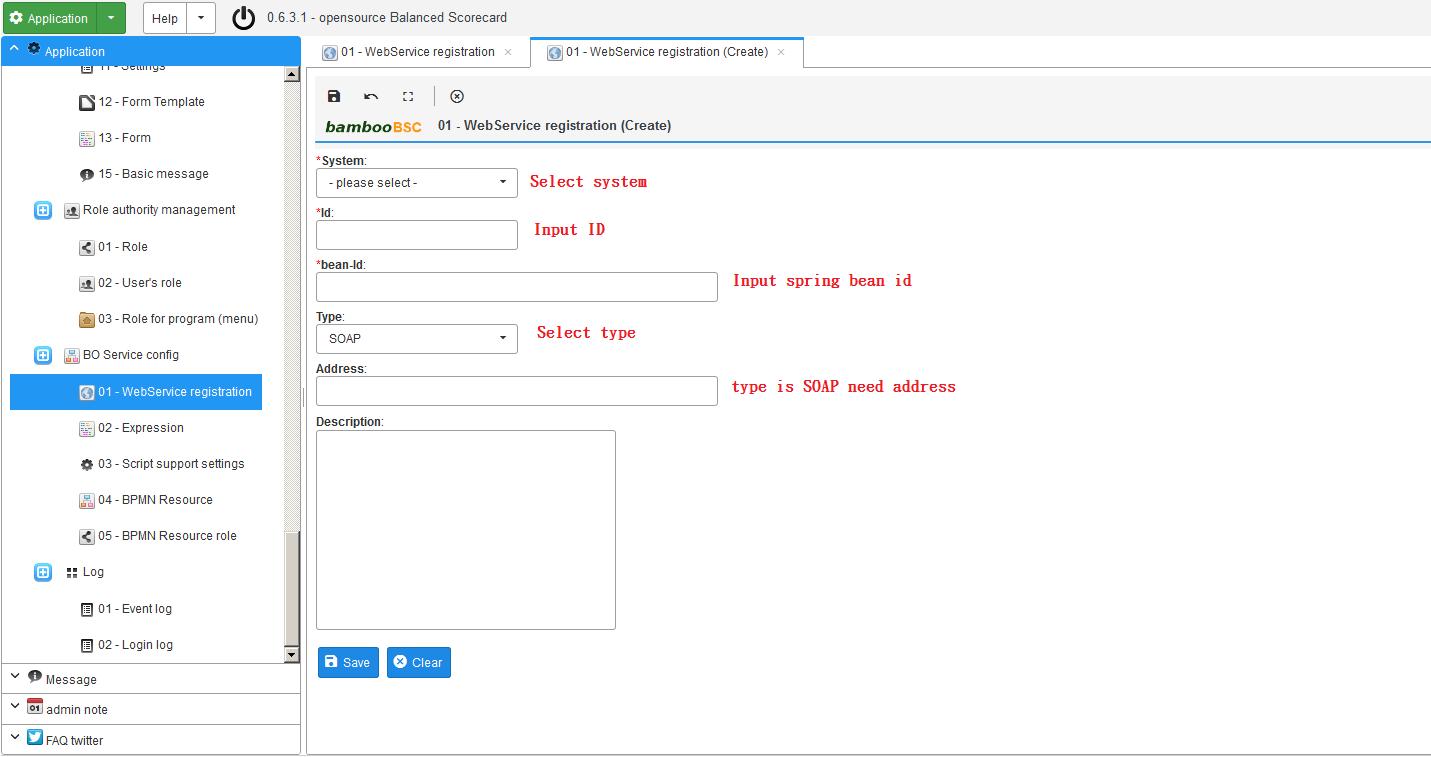 Application
Help
0.6.3.1 - opensource Balanced Scorecard
Application
11 - Settings
12 - Form Template
13 - Form
15 - Basic message
Role authority management
01 - Role
02 - User's role
03 - Role for program (menu)
BO Service config
01 - WebService registration
02 - Expression
03 - Script support settings
04 - BPMN Resource
05 - BPMN Resource role
Log
01 - Event log
02 - Login log
Message
01
admin note
FAQ twitter
01 - WebService registration
01 - WebService registration (Create)
bambooBSC
01 - WebService registration (Create)
*System:
- please select -
Select system
*Id:
Input ID
*bean-Id:
Input spring bean id
Type:
SOAP
Select type
Address:
type is SOAP need address
Description:
Save
Clear